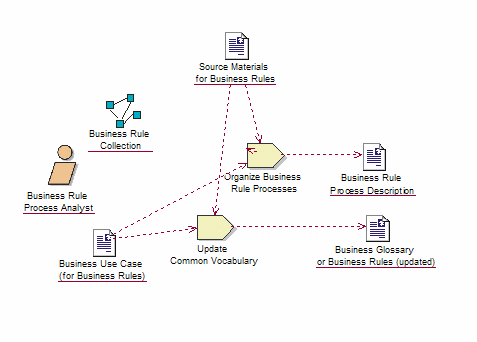 Source Materials
for Business Rules
Business Rule
Collection
Organize Business
Rule Processes
Business Rule
Process Description
Business Rule
Process Analyst
Update
Common Vocabulary
Business Glossary
or Business Rules (updated)
Business Use Case
(for Business Rules)